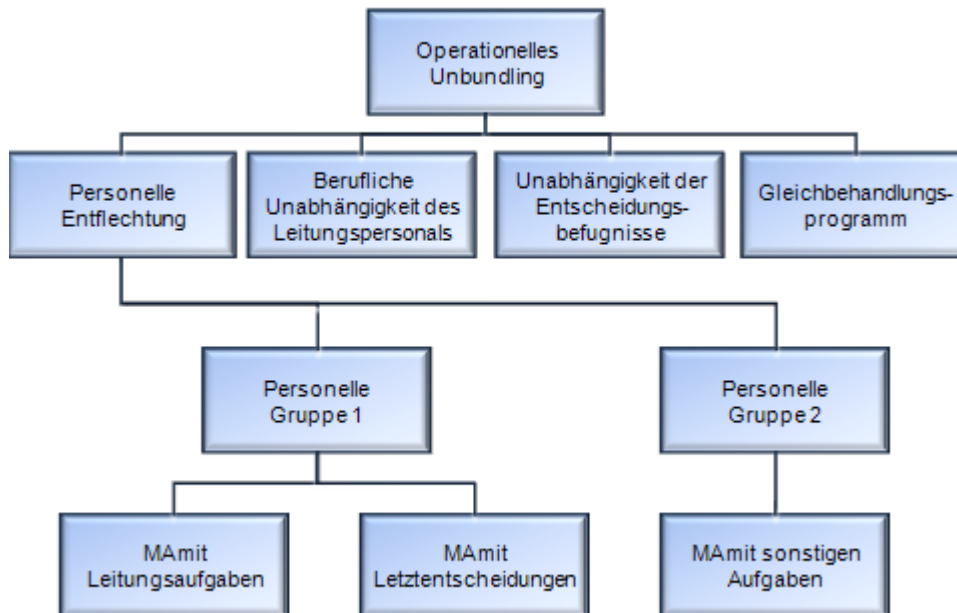 Operationelles
Unbundling
Personelle
Entflechtung
Berufliche
Unabhängigkeit des
Leitungspersonals
Unabhängigkeit der
Entscheidungs-
befugnisse
Gleichbehandlungs-
programm
Personelle
Gruppe 1
Personelle
Gruppe 2
MAmit
Leitungsaufgaben
MAmit
Letztentscheidungen
MAmit sonstigen
Aufgaben